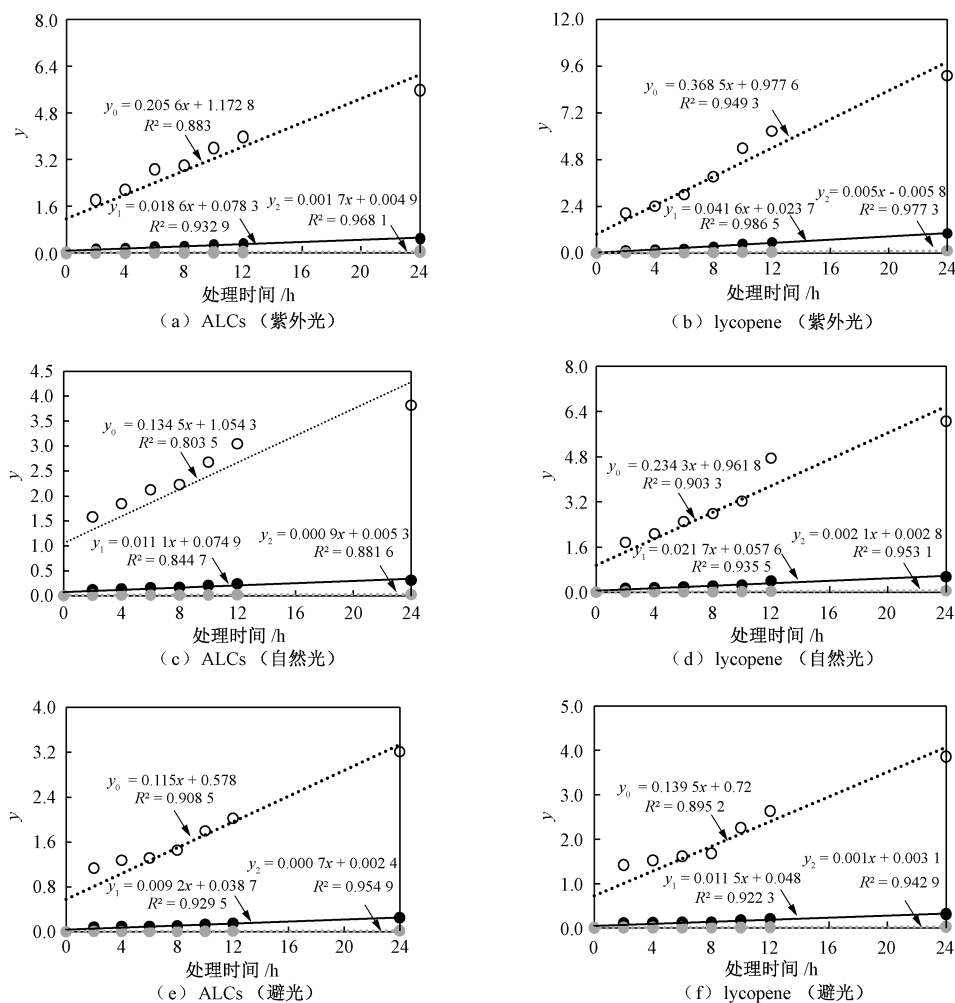 8.0
6.4
4.8
3.2
1.6
0.0
y
y₀ = 0.205 6x + 1.172 8
R² = 0.883
y₁ = 0.018 6x + 0.078 3
R² = 0.932 9
y₂ = 0.001 7x + 0.004 9
R² = 0.968 1
0 4 8 12 16 20 24
处理时间 /h
（a）ALCs（紫外光）
12.0
9.6
7.2
4.8
2.4
0.0
y
y₀ = 0.368 5x + 0.977 6
R² = 0.949 3
y₁ = 0.041 6x + 0.023 7
R² = 0.986 5
y₂ = 0.005x - 0.005 8
R² = 0.977 3
0 4 8 12 16 20 24
处理时间 /h
（b）lycopene（紫外光）
4.5
4.0
3.5
3.0
2.5
2.0
1.5
1.0
0.5
0.0
y
y₀ = 0.134 5x + 1.054 3
R² = 0.803 5
y₁ = 0.011 1x + 0.074 9
R² = 0.844 7
y₂ = 0.000 9x + 0.005 3
R² = 0.881 6
0 4 8 12 16 20 24
处理时间 /h
（c）ALCs（自然光）
8.0
6.4
4.8
3.2
1.6
0.0
y
y₀ = 0.234 3x + 0.961 8
R² = 0.903 3
y₁ = 0.021 7x + 0.057 6
R² = 0.935 5
y₂ = 0.002 1x + 0.002 8
R² = 0.953 1
0 4 8 12 16 20 24
处理时间 /h
（d）lycopene（自然光）
4.0
3.2
2.4
1.6
0.8
0.0
y
y₀ = 0.115x + 0.578
R² = 0.908 5
y₁ = 0.009 2x + 0.038 7
R² = 0.929 5
y₂ = 0.000 7x + 0.002 4
R² = 0.954 9
0 4 8 12 16 20 24
处理时间 /h
（e）ALCs（避光）
5.0
4.0
3.0
2.0
1.0
0.0
y
y₀ = 0.139 5x + 0.72
R² = 0.895 2
y₁ = 0.011 5x + 0.048
R² = 0.922 3
y₂ = 0.001x + 0.003 1
R² = 0.942 9
0 4 8 12 16 20 24
处理时间 /h
（f）lycopene（避光）